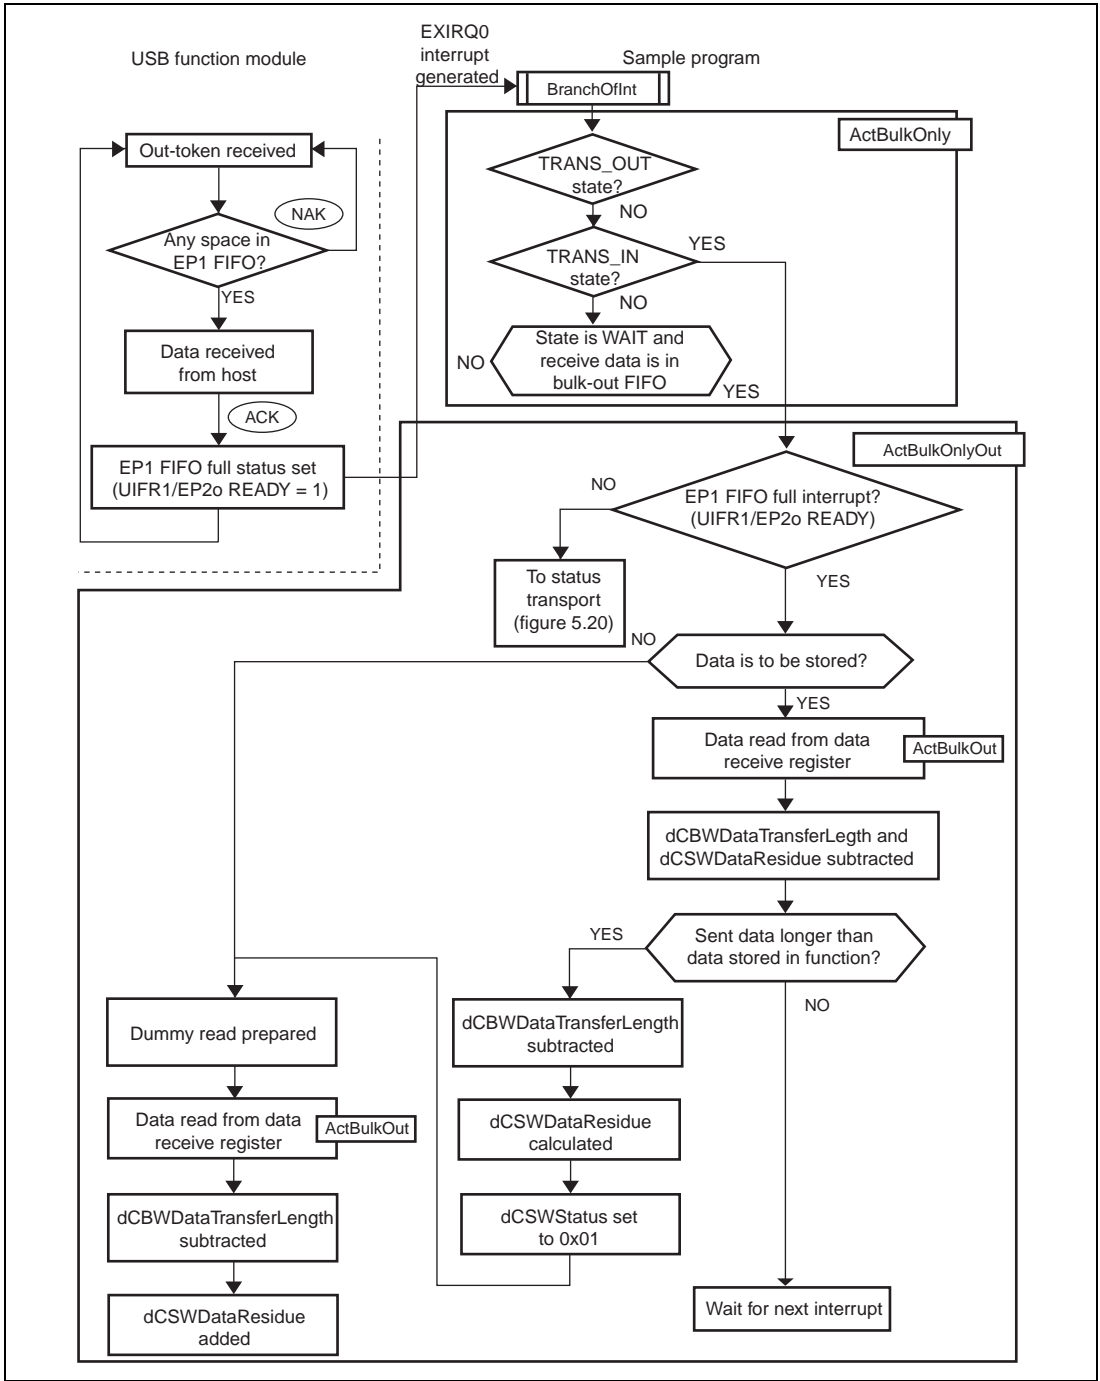 USB function module
EXIRQ0
interrupt
generated
Sample program
BranchOfInt
ActBulkOnly
Out-token received
NAK
Any space in
EP1 FIFO?
YES
Data received
from host
ACK
EP1 FIFO full status set
(UIFR1/EP2o READY = 1)
TRANS_OUT
state?
NO
TRANS_IN
state?
YES
NO
State is WAIT and
receive data is in
bulk-out FIFO
NO
YES
ActBulkOnlyOut
EP1 FIFO full interrupt?
(UIFR1/EP2o READY)
NO
YES
To status
transport
(figure 5.20)
Data is to be stored?
NO
YES
Data read from data
receive register
ActBulkOut
dCBWDataTransferLegth and
dCSWDataResidue subtracted
Sent data longer than
data stored in function?
YES
NO
dCBWDataTransferLength
subtracted
dCSWDataResidue
calculated
dCSWStatus set
to 0x01
Dummy read prepared
Data read from data
receive register
ActBulkOut
dCBWDataTransferLength
subtracted
dCSWDataResidue
added
Wait for next interrupt